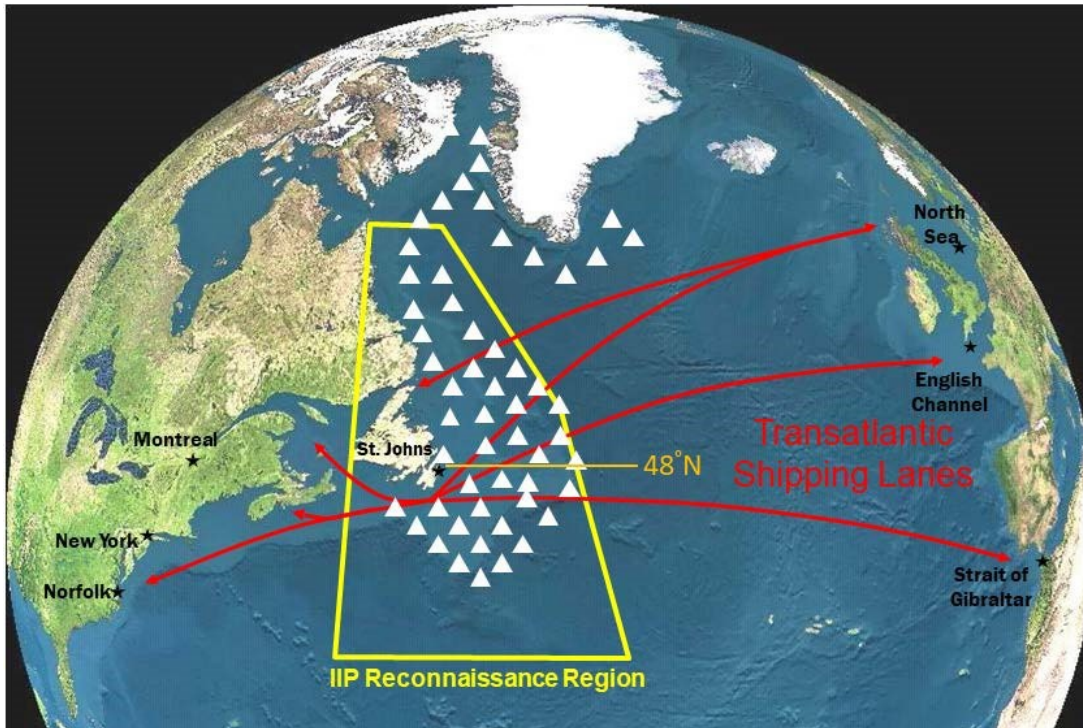 North
Sea
English
Channel
Transatlantic
Shipping Lanes
Montreal
St. Johns
48°N
New York
Norfolk
Strait of
Gibraltar
IIP Reconnaissance Region